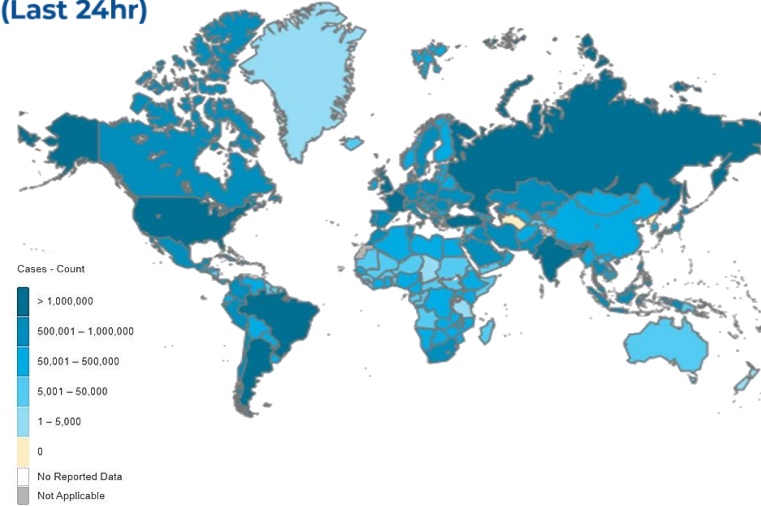 (Last 24hr)
Cases - Count
> 1,000,000
500,001 – 1,000,000
50,001 – 500,000
5,001 – 50,000
1 – 5,000
0
No Reported Data
Not Applicable